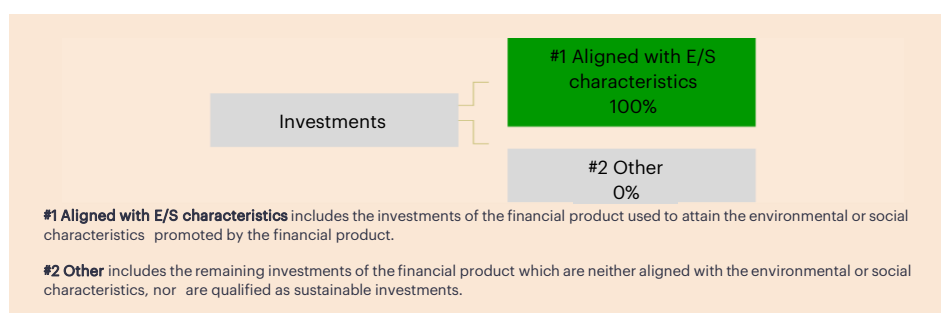 #1 Aligned with E/S
characteristics
100%
Investments
#2 Other
0%
#1 Aligned with E/S characteristics includes the investments of the financial product used to attain the environmental or social
characteristics promoted by the financial product.
#2 Other includes the remaining investments of the financial product which are neither aligned with the environmental or social
characteristics, nor are qualified as sustainable investments.